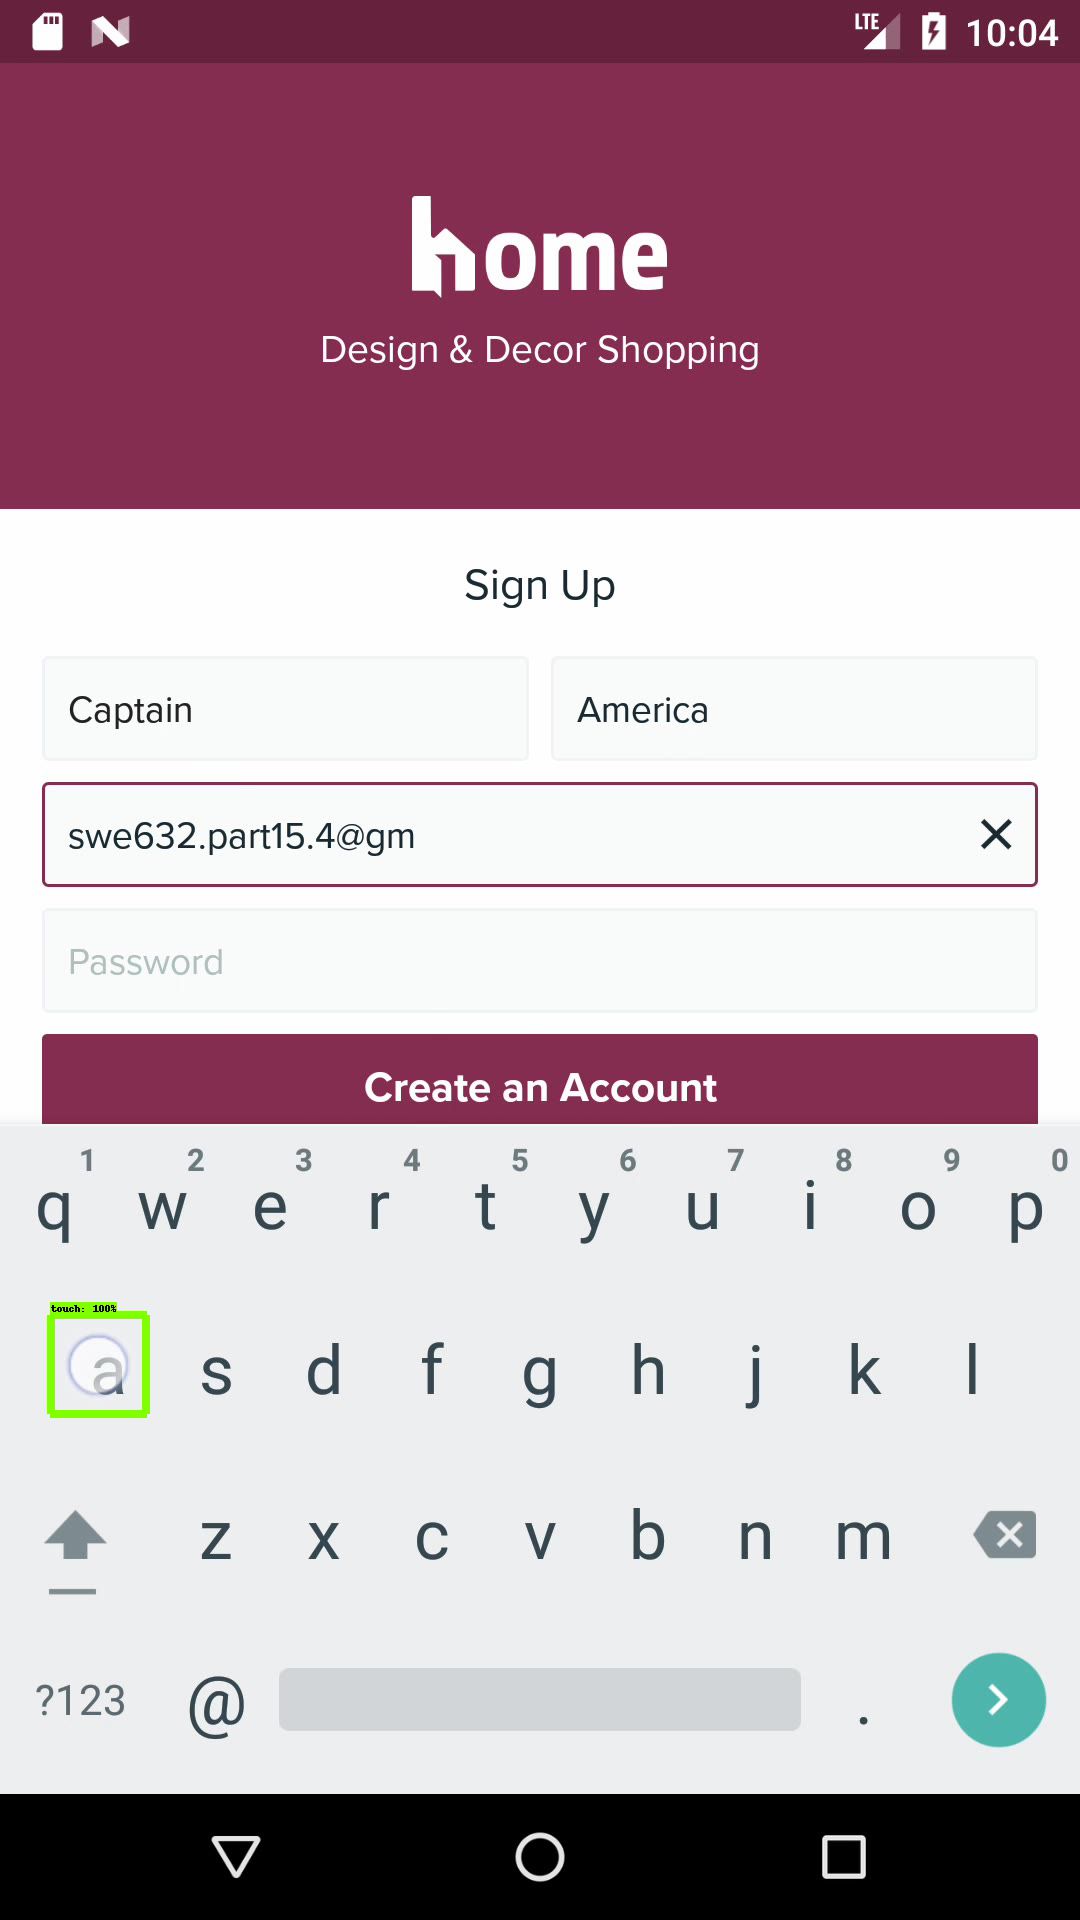 LTE 10:04
home
Design & Decor Shopping
Sign Up
Captain America
swe632.part15.4@gm
Password
Create an Account
1 2 3 4 5 6 7 8 9 0
q w e r t y u i o p
touch: 100%
a s d f g h j k l
z x c v b n m
?123 @ .